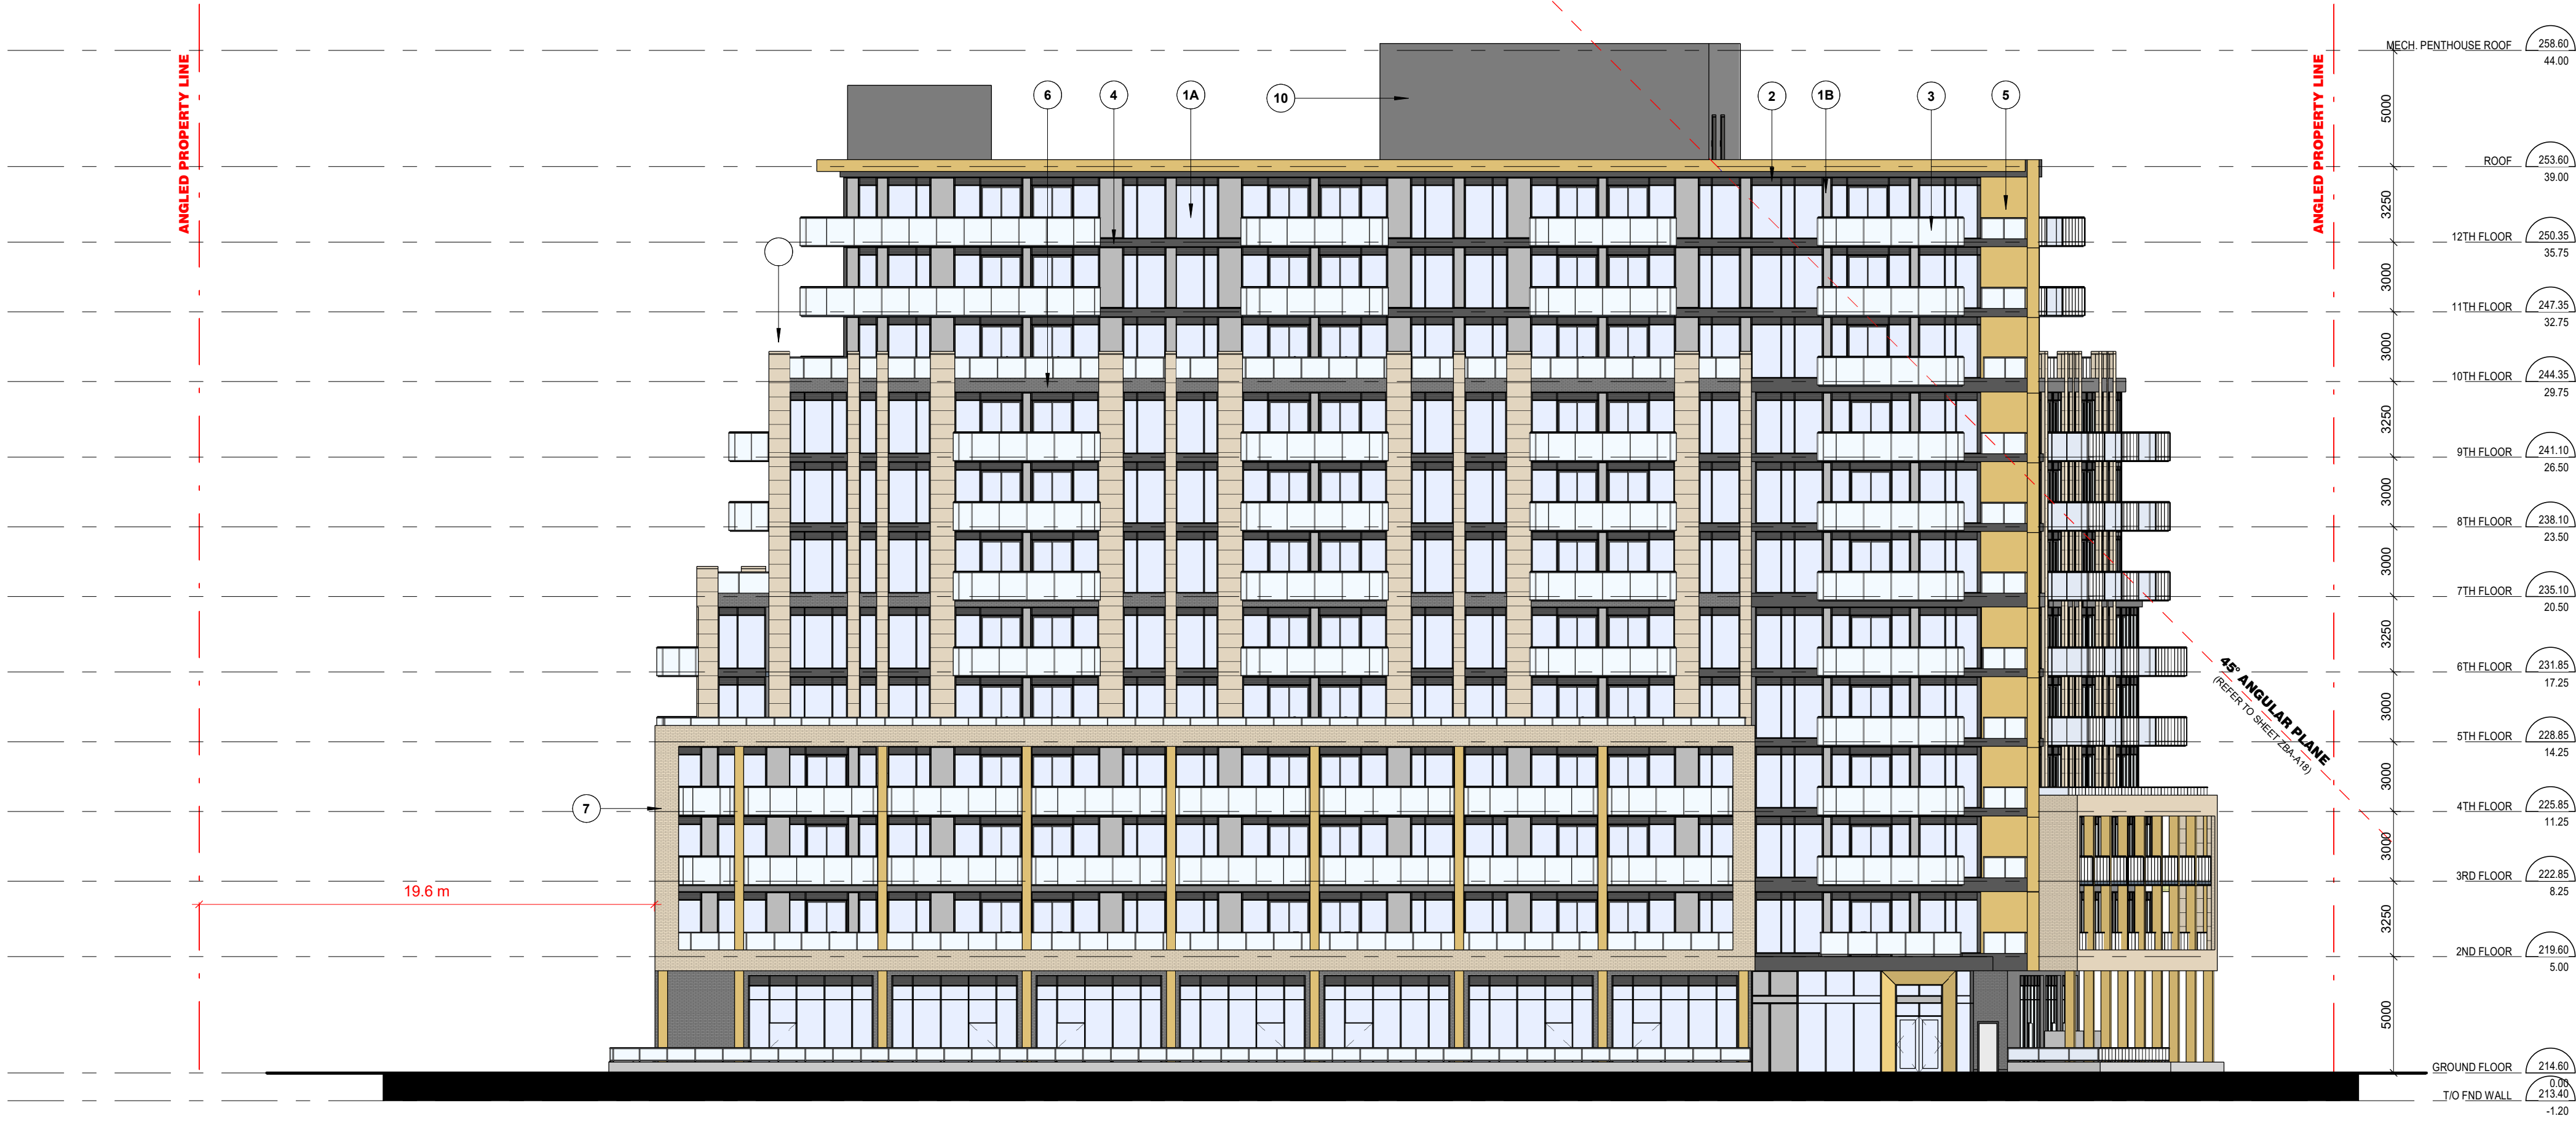 ANGLED PROPERTY LINE
ANGLED PROPERTY LINE
6
4
1A
10
2
1B
3
5
7
19.6 m
45° ANGULAR PLANE
(REFER TO SHEET ZBA-A18)
MECH. PENTHOUSE ROOF 258.60
44.00
5000
ROOF 253.60
39.00
3250
12TH FLOOR 250.35
35.75
3000
11TH FLOOR 247.35
32.75
3000
10TH FLOOR 244.35
29.75
3250
9TH FLOOR 241.10
26.50
3000
8TH FLOOR 238.10
23.50
3000
7TH FLOOR 235.10
20.50
3250
6TH FLOOR 231.85
17.25
3000
5TH FLOOR 228.85
14.25
3000
4TH FLOOR 225.85
11.25
3000
3RD FLOOR 222.85
8.25
3250
2ND FLOOR 219.60
5.00
5000
GROUND FLOOR 214.60
0.00
T/O FND WALL 213.40
-1.20